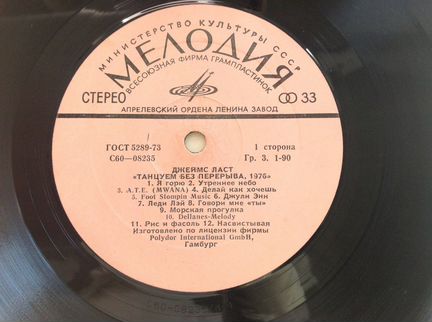 МИНИСТЕРСТВО КУЛЬТУРЫ СССР
МЕЛОДИЯ
ВСЕСОЮЗНАЯ ФИРМА ГРАМПЛАСТИНОК
СТЕРЕО
33
АПРЕЛЕВСКИЙ ОРДЕНА ЛЕНИНА ЗАВОД
ГОСТ 5289-73
1 сторона
С60—08235
Гр. 3. 1-90
ДЖЕЙМС ЛАСТ
«ТАНЦУЕМ БЕЗ ПЕРЕРЫВА, 1976»
1. Я горю 2. Утреннее небо
3. A.T.E. (MWANA) 4. Делай как хочешь
5. Foot Stompin Music 6. Джули Энн
7. Леди Лэй 8. Говори мне «ты»
9. Морская прогулка
10. Dellanes-Melody
11. Рис и фасоль 12. Насвистывая
Изготовлено по лицензии фирмы
Polydor International GmbH,
Гамбург